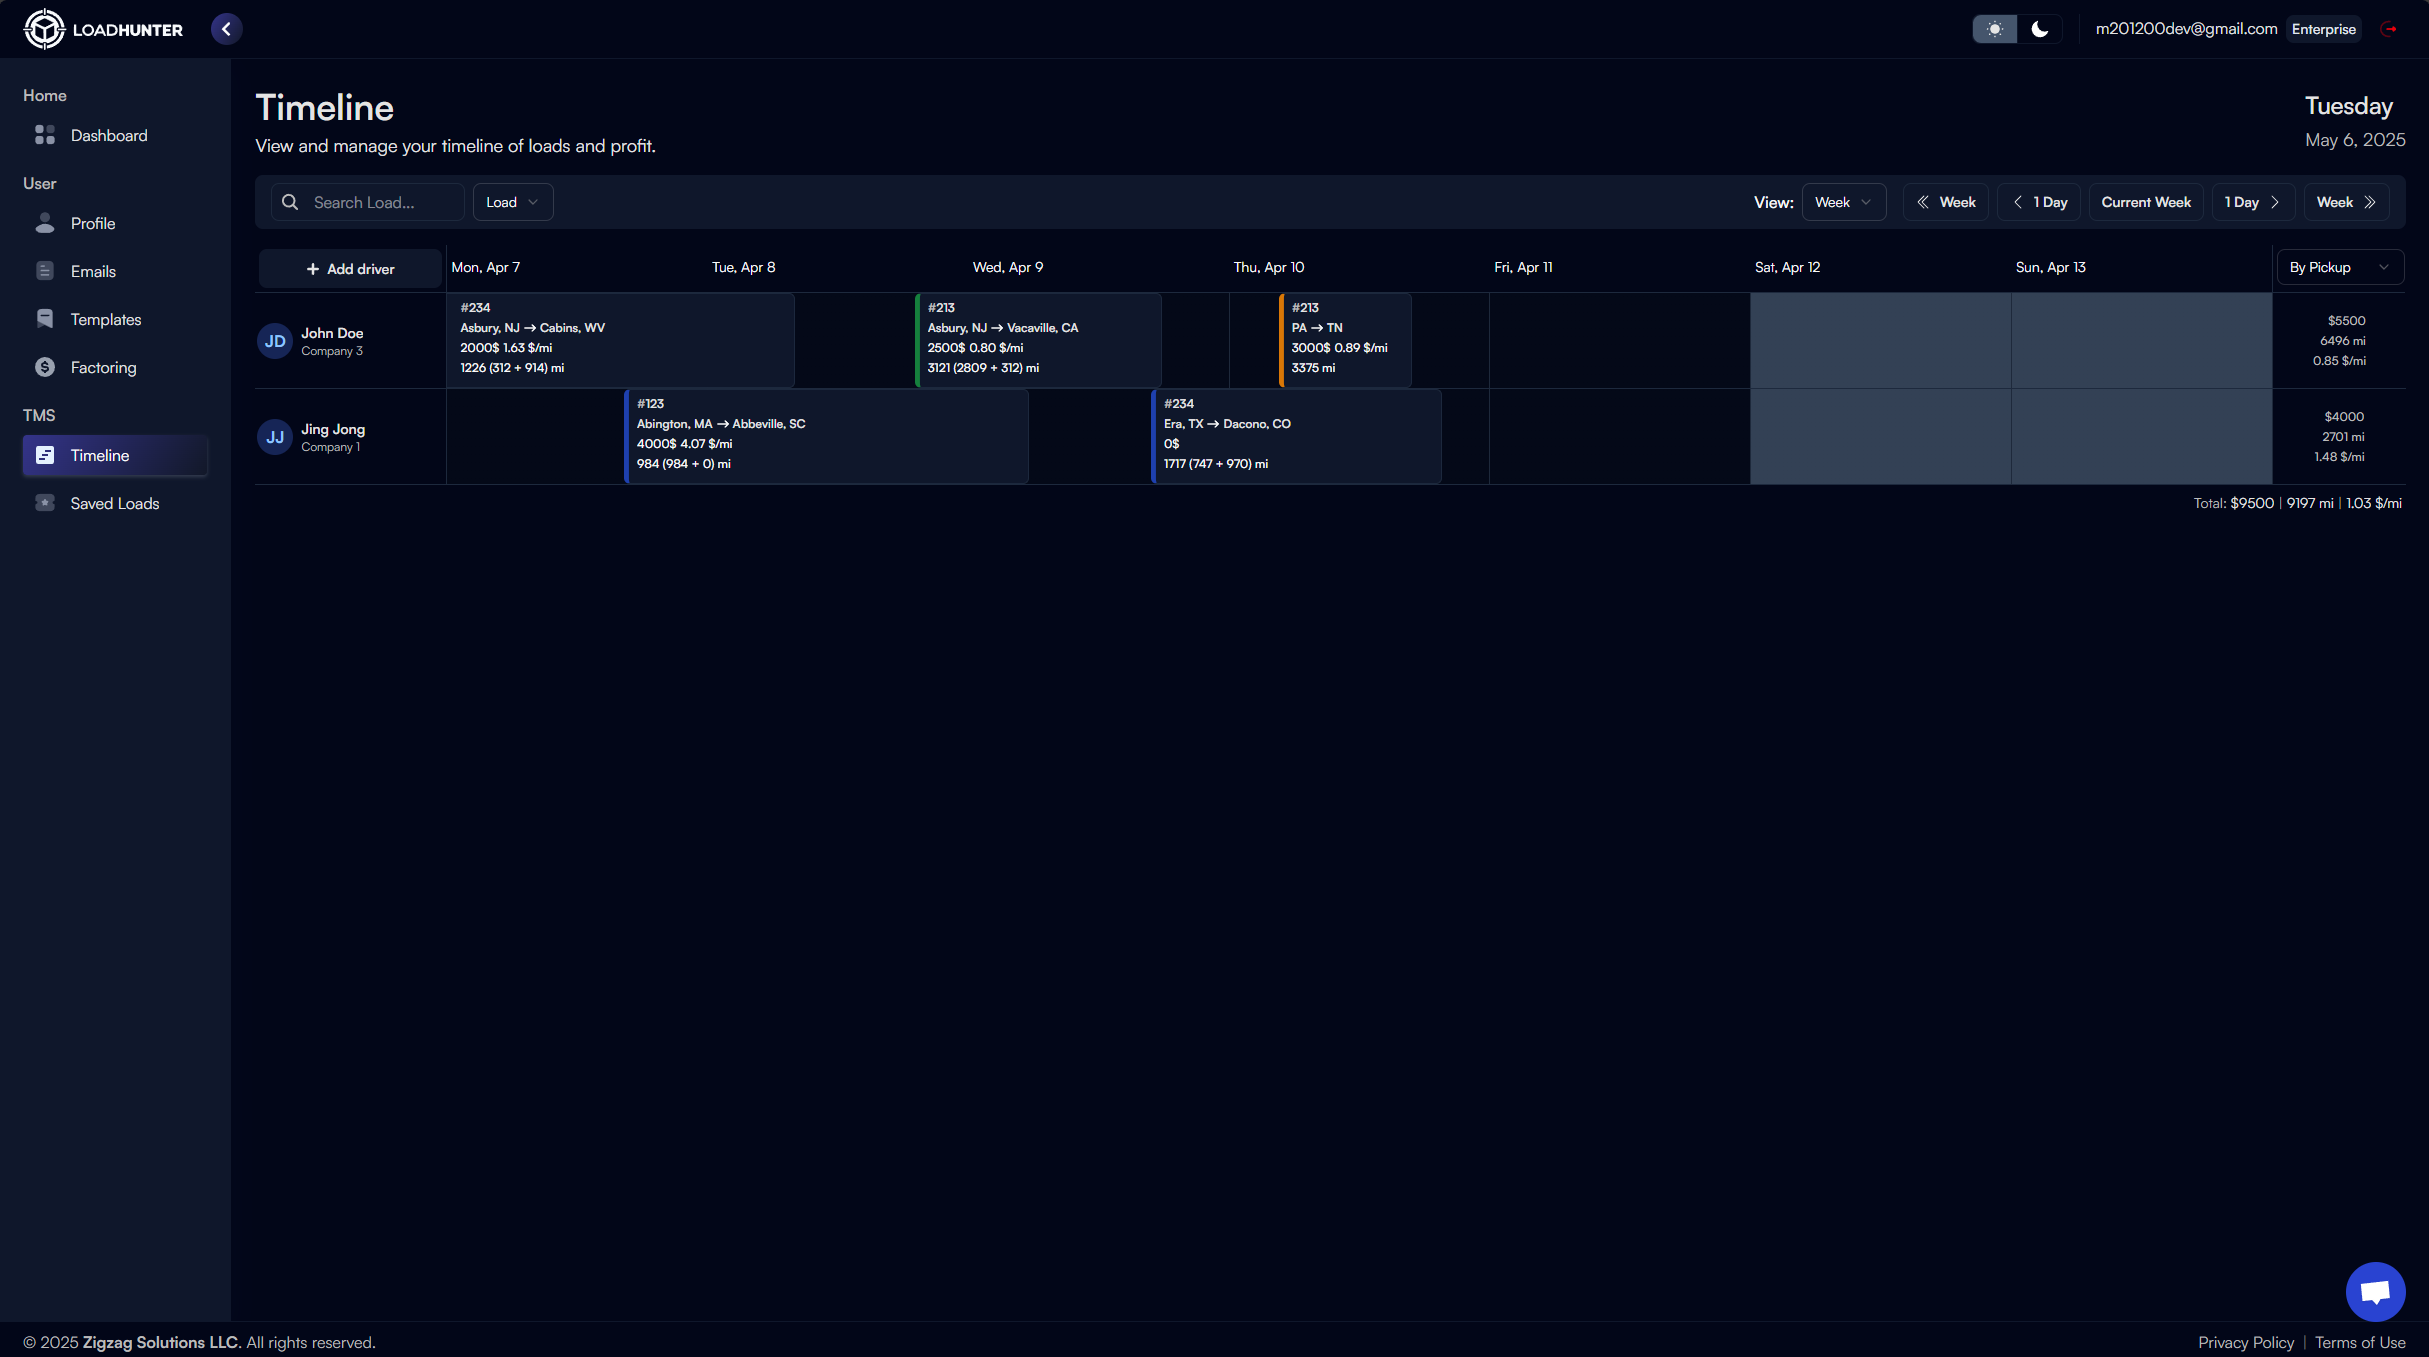 LOADHUNTER
m201200dev@gmail.com Enterprise
Home
Dashboard
User
Profile
Emails
Templates
Factoring
TMS
Timeline
Saved Loads
Timeline
View and manage your timeline of loads and profit.
Tuesday
May 6, 2025
Search Load...
Load
View: Week
Week
1 Day
Current Week
1 Day
Week
+ Add driver
Mon, Apr 7
Tue, Apr 8
Wed, Apr 9
Thu, Apr 10
Fri, Apr 11
Sat, Apr 12
Sun, Apr 13
By Pickup
JD
John Doe
Company 3
#234
Asbury, NJ → Cabins, WV
2000$ 1.63 $/mi
1226 (312 + 914) mi
#213
Asbury, NJ → Vacaville, CA
2500$ 0.80 $/mi
3121 (2809 + 312) mi
#213
PA → TN
3000$ 0.89 $/mi
3375 mi
$5500
6496 mi
0.85 $/mi
JJ
Jing Jong
Company 1
#123
Abington, MA → Abbeville, SC
4000$ 4.07 $/mi
984 (984 + 0) mi
#234
Era, TX → Dacono, CO
0$
1717 (747 + 970) mi
$4000
2701 mi
1.48 $/mi
Total: $9500 | 9197 mi | 1.03 $/mi
© 2025 Zigzag Solutions LLC. All rights reserved.
Privacy Policy | Terms of Use